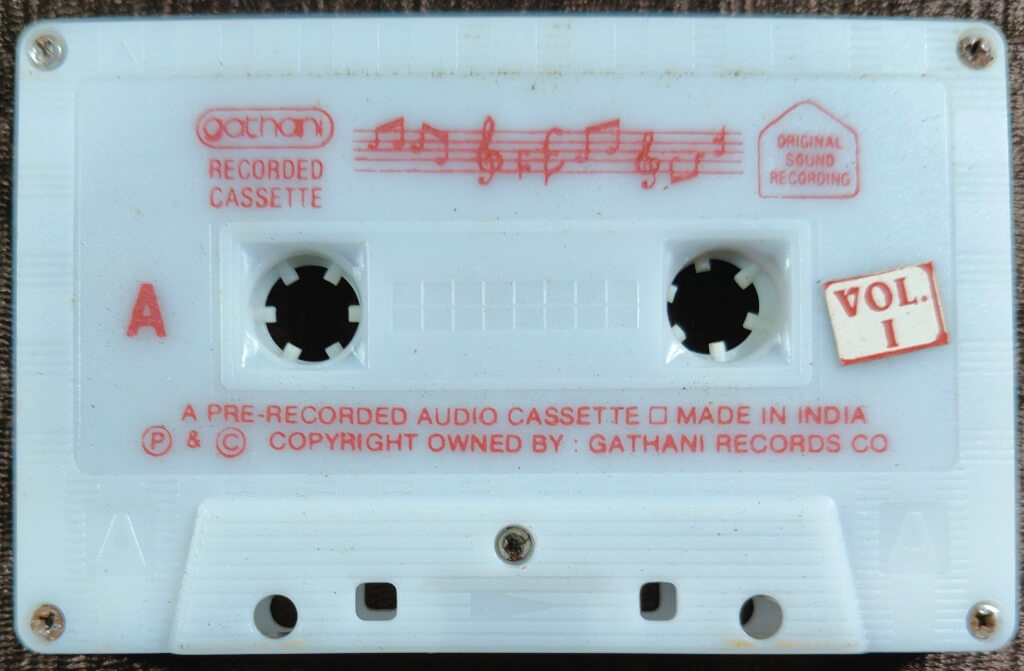 gathani
RECORDED
CASSETTE
ORIGINAL
SOUND
RECORDING
A
VOL.
I
A PRE-RECORDED AUDIO CASSETTE □ MADE IN INDIA
Ⓟ & © COPYRIGHT OWNED BY : GATHANI RECORDS CO
A A